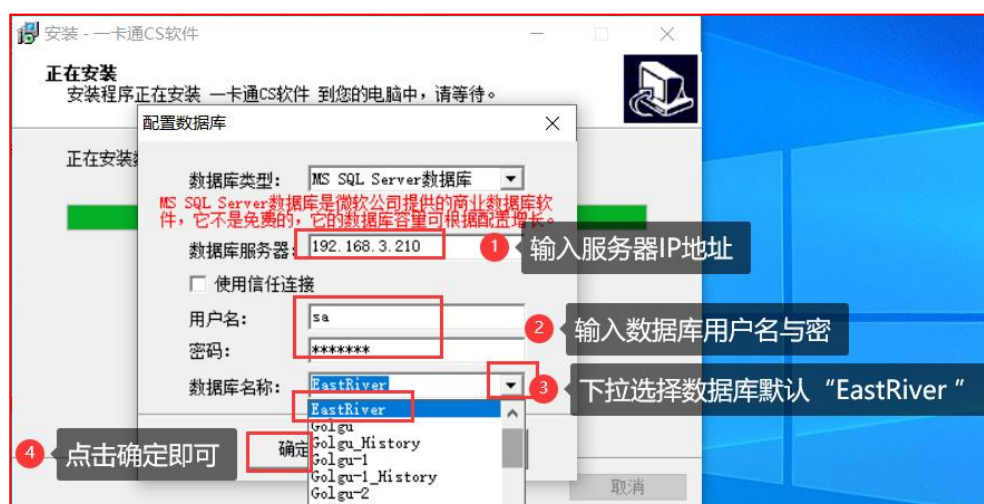 安装 - 一卡通CS软件
正在安装
安装程序正在安装 一卡通CS软件 到您的电脑中，请等待。
配置数据库
正在安装
数据库类型： MS SQL Server数据库
MS SQL Server数据库是微软公司提供的商业数据库软
件，它不是免费的，它的数据库容量可根据配置增长。
数据库服务器： 192.168.3.210
1 输入服务器IP地址
使用信任连接
用户名： sa
2 输入数据库用户名与密
密码： *******
数据库名称： EastRiver
3 下拉选择数据库默认“EastRiver ”
EastRiver
Golgu
4 点击确定即可
确定
Golgu_History
Golgu-1
Golgu-1_History
Golgu-2
取消